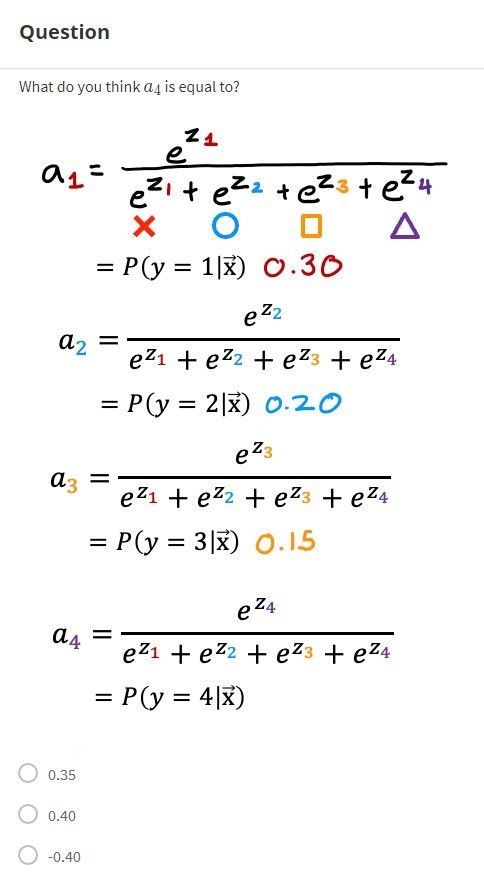 Question
What do you think a₄ is equal to?
a₁ = e^z₁ / (e^z₁ + e^z₂ + e^z₃ + e^z₄)
× ○ □ △
= P(y = 1|x⃗) 0.30
a₂ = e^z₂ / (e^z₁ + e^z₂ + e^z₃ + e^z₄)
= P(y = 2|x⃗) 0.20
a₃ = e^z₃ / (e^z₁ + e^z₂ + e^z₃ + e^z₄)
= P(y = 3|x⃗) 0.15
a₄ = e^z₄ / (e^z₁ + e^z₂ + e^z₃ + e^z₄)
= P(y = 4|x⃗)
0.35
0.40
-0.40